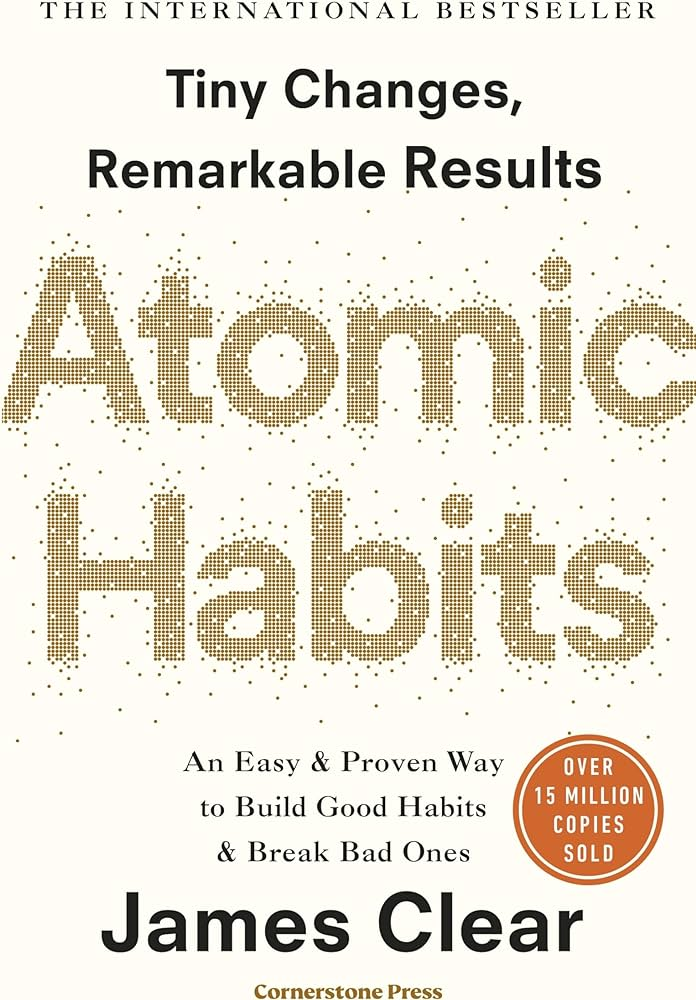 THE INTERNATIONAL BESTSELLER
Tiny Changes,
Remarkable Results
Atomic
Habits
An Easy & Proven Way
to Build Good Habits
& Break Bad Ones
OVER
15 MILLION
COPIES
SOLD
James Clear
Cornerstone Press